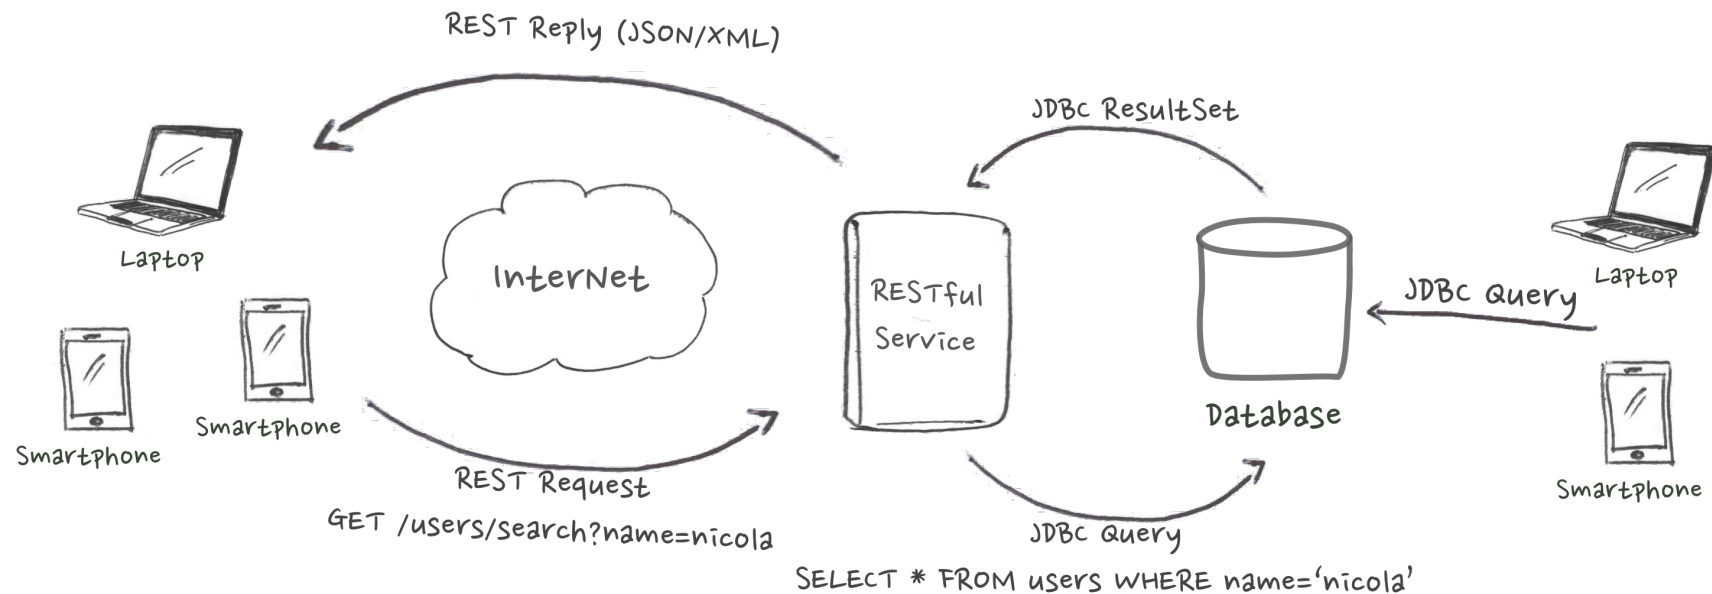 REST Reply (JSON/XML)
JDBC ResultSet
Laptop
InterNet
RESTful
Service
JDBC Query
Laptop
Smartphone
Smartphone
Database
Smartphone
REST Request
GET /users/search?name=nicola
JDBC Query
SELECT * FROM users WHERE name='nicola'